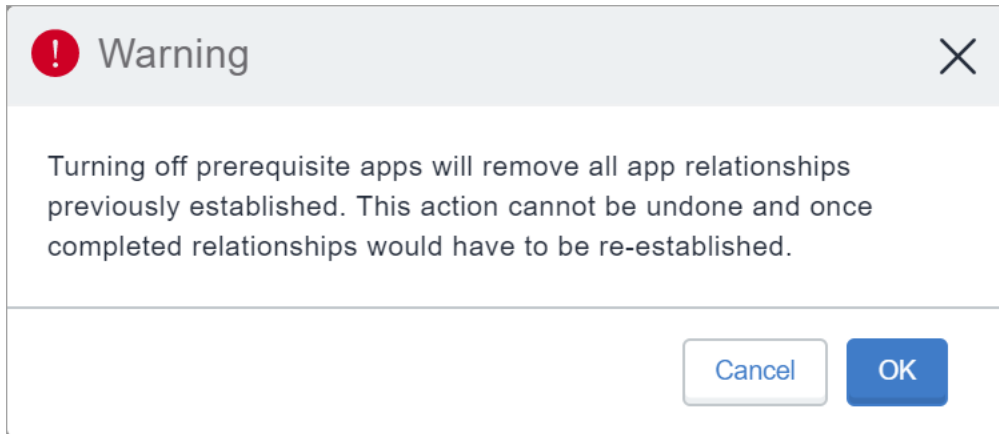 Warning
Turning off prerequisite apps will remove all app relationships
previously established. This action cannot be undone and once
completed relationships would have to be re-established.
Cancel
OK